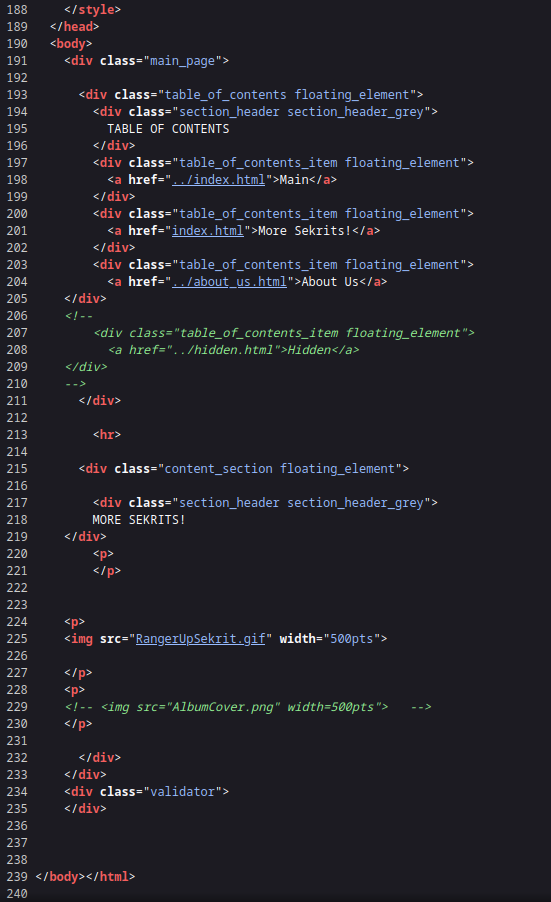 188     </style>
189   </head>
190   <body>
191     <div class="main_page">
192
193       <div class="table_of_contents floating_element">
194         <div class="section_header section_header_grey">
195           TABLE OF CONTENTS
196         </div>
197         <div class="table_of_contents_item floating_element">
198           <a href="../index.html">Main</a>
199         </div>
200         <div class="table_of_contents_item floating_element">
201           <a href="index.html">More Sekrits!</a>
202         </div>
203         <div class="table_of_contents_item floating_element">
204           <a href="../about_us.html">About Us</a>
205     </div>
206     <!--
207         <div class="table_of_contents_item floating_element">
208           <a href="../hidden.html">Hidden</a>
209     </div>
210     -->
211       </div>
212
213         <hr>
214
215       <div class="content_section floating_element">
216
217         <div class="section_header section_header_grey">
218         MORE SEKRITS!
219     </div>
220         <p>
221         </p>
222
223
224     <p>
225     <img src="RangerUpSekrit.gif" width="500pts">
226
227     </p>
228     <p>
229     <!-- <img src="AlbumCover.png" width=500pts">   -->
230     </p>
231
232       </div>
233     </div>
234     <div class="validator">
235     </div>
236
237
238
239 </body></html>
240